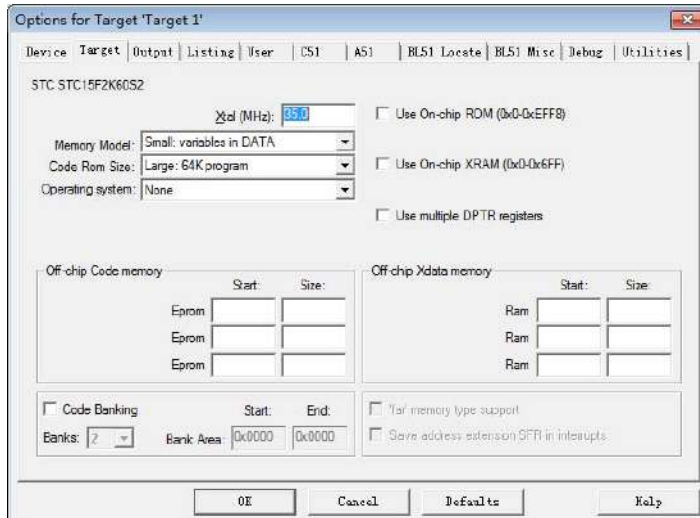 Options for Target 'Target 1'
Device Target Output Listing User C51 A51 BL51 Locate BL51 Misc Debug Utilities
STC STC15F2K60S2
Xtal (MHz): 35.0
Use On-chip ROM (0x0-0xEFF8)
Memory Model: Small: variables in DATA
Code Rom Size: Large: 64K program
Use On-chip XRAM (0x0-0x6FF)
Operating system: None
Use multiple DPTR registers
Off-chip Code memory
Start: Size:
Eprom
Eprom
Eprom
Off-chip Xdata memory
Start: Size:
Ram
Ram
Ram
Code Banking Start: End:
Banks: 2 Bank Area: 0x0000 0x0000
'far' memory type support
Save address extension SFR in interrupts
OK Cancel Defaults Help